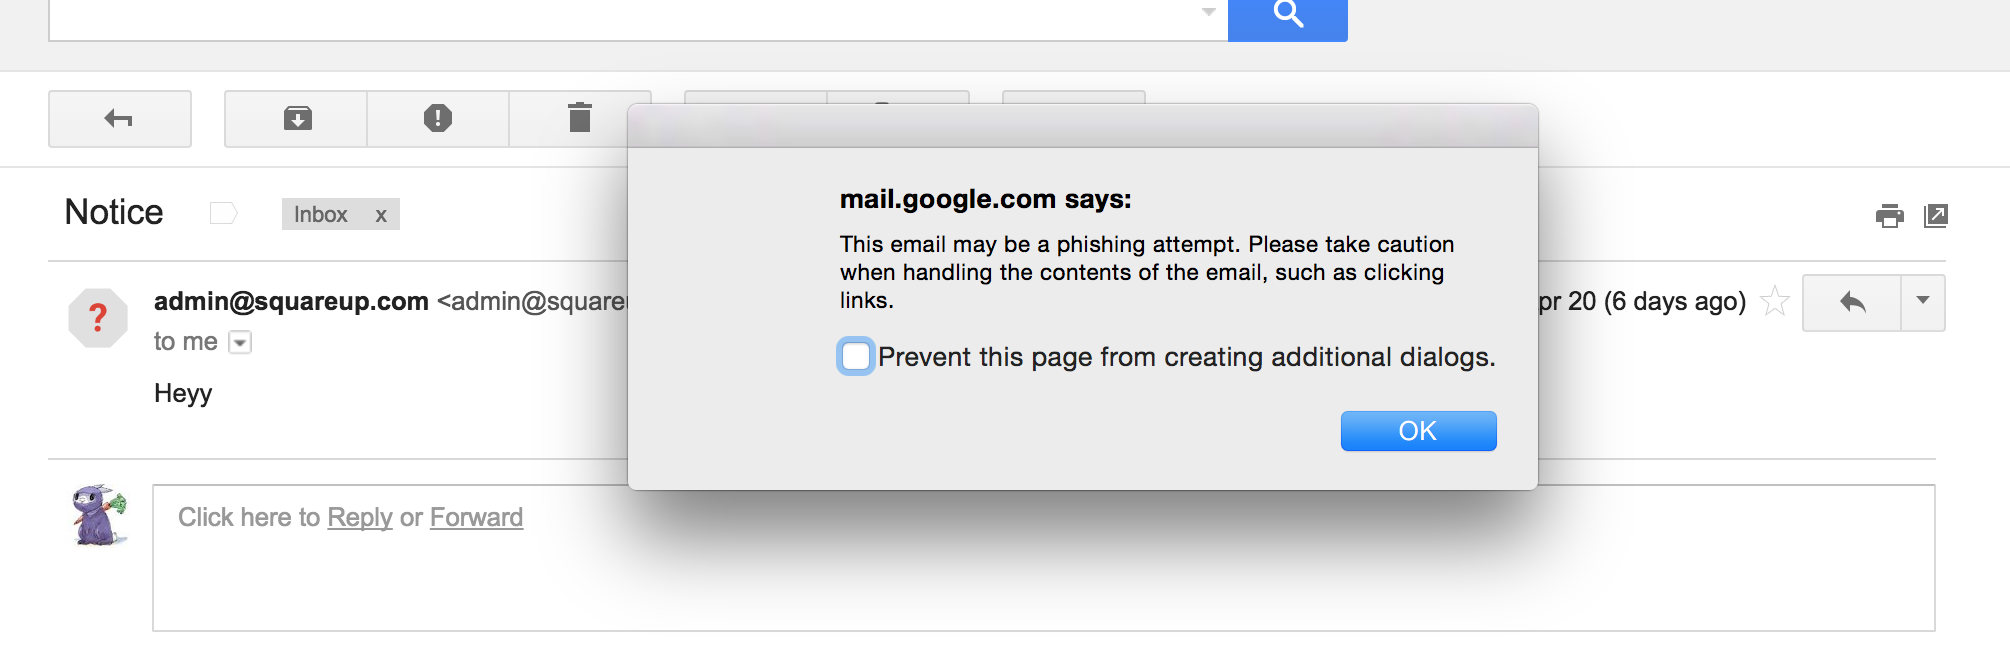 Notice
Inbox x
mail.google.com says:
This email may be a phishing attempt. Please take caution
when handling the contents of the email, such as clicking
links.
Prevent this page from creating additional dialogs.
OK
?
admin@squareup.com <admin@square
pr 20 (6 days ago)
to me
Heyy
Click here to Reply or Forward